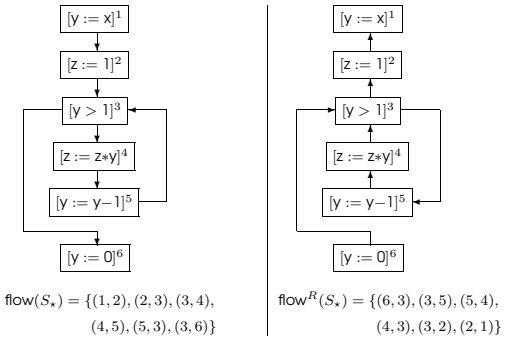 [y := x]¹
[z := 1]²
[y > 1]³
[z := z*y]⁴
[y := y−1]⁵
[y := 0]⁶
flow(S⋆) = {(1, 2), (2, 3), (3, 4),
(4, 5), (5, 3), (3, 6)}
[y := x]¹
[z := 1]²
[y > 1]³
[z := z*y]⁴
[y := y−1]⁵
[y := 0]⁶
flowᴿ(S⋆) = {(6, 3), (3, 5), (5, 4),
(4, 3), (3, 2), (2, 1)}